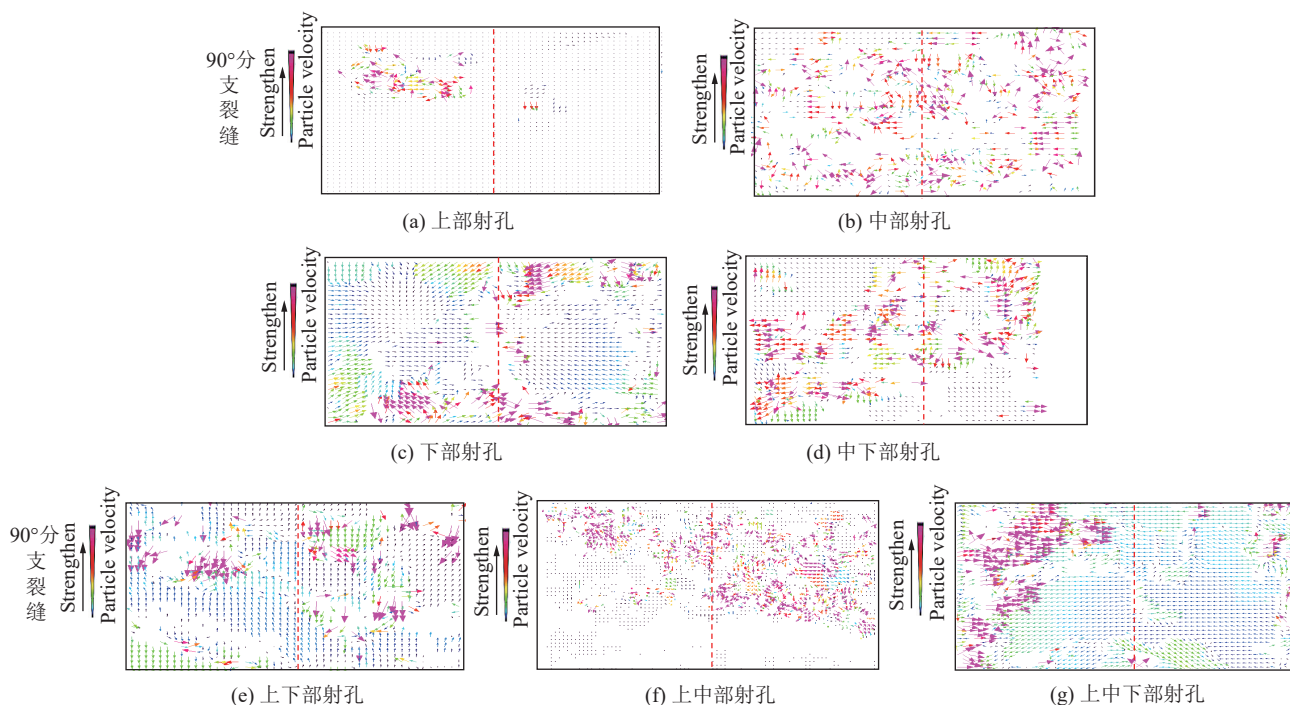 90°分
支
裂
缝
Strengthen
Particle velocity
Strengthen
Particle velocity
(a) 上部射孔
(b) 中部射孔
Strengthen
Particle velocity
Strengthen
Particle velocity
(c) 下部射孔
(d) 中下部射孔
90°分
支
裂
缝
Strengthen
Particle velocity
Strengthen
Particle velocity
Strengthen
Particle velocity
(e) 上下部射孔
(f) 上中部射孔
(g) 上中下部射孔